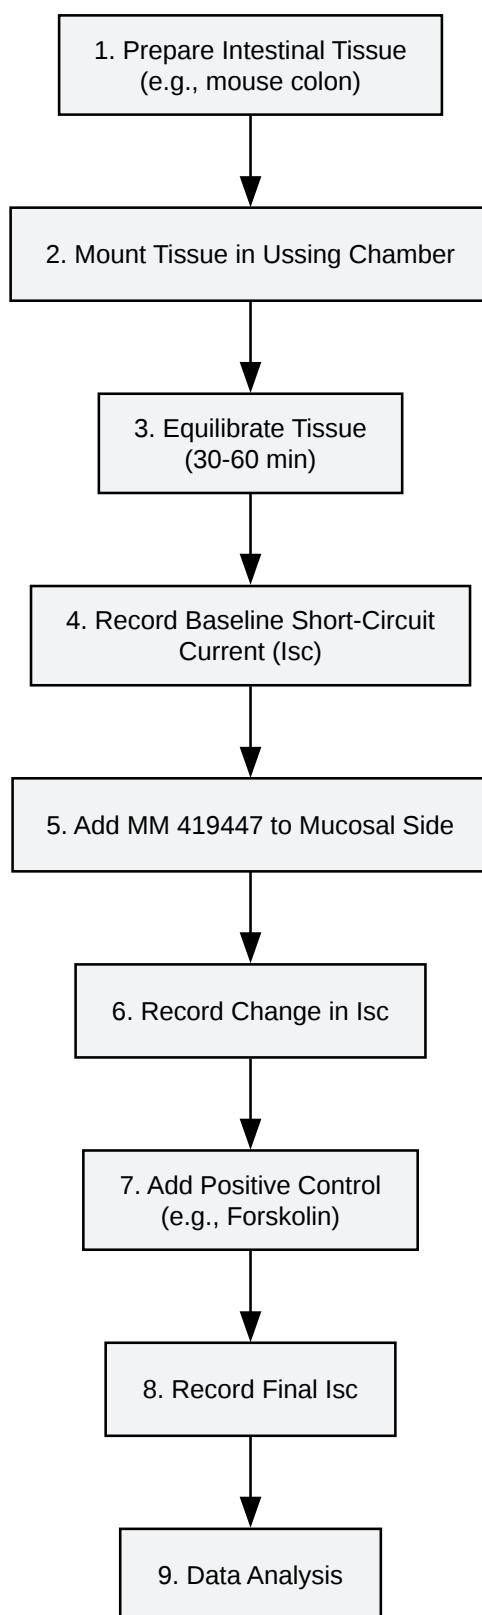 1. Prepare Intestinal Tissue
(e.g., mouse colon)
2. Mount Tissue in Ussing Chamber
3. Equilibrate Tissue
(30-60 min)
4. Record Baseline Short-Circuit
Current (Isc)
5. Add MM 419447 to Mucosal Side
6. Record Change in Isc
7. Add Positive Control
(e.g., Forskolin)
8. Record Final Isc
9. Data Analysis